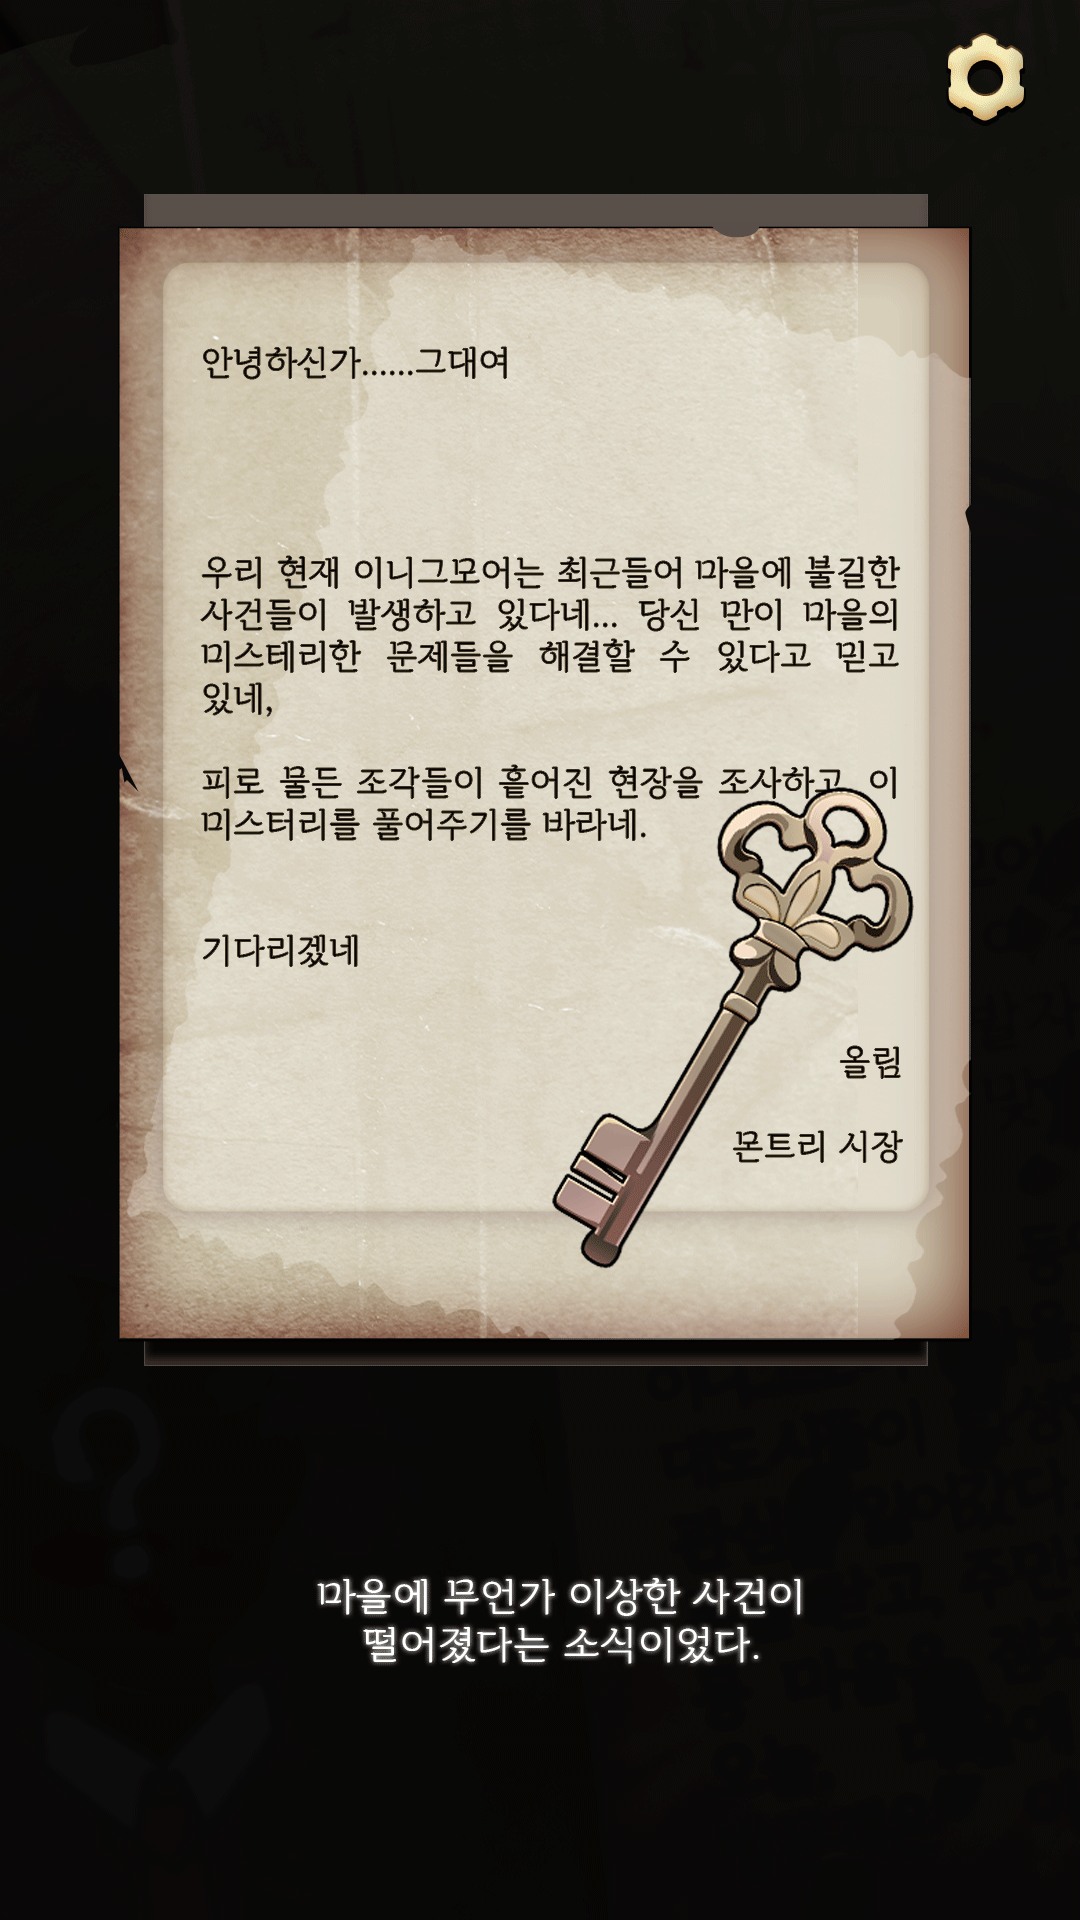 안녕하신가......그대여
우리 현재 이니그모어는 최근들어 마을에 불길한
사건들이 발생하고 있다네... 당신 만이 마을의
미스테리한 문제들을 해결할 수 있다고 믿고
있네,
피로 물든 조각들이 흩어진 현장을 조사하고, 이
미스터리를 풀어주기를 바라네.
기다리겠네
올림
몬트리 시장
마을에 무언가 이상한 사건이
떨어졌다는 소식이었다.